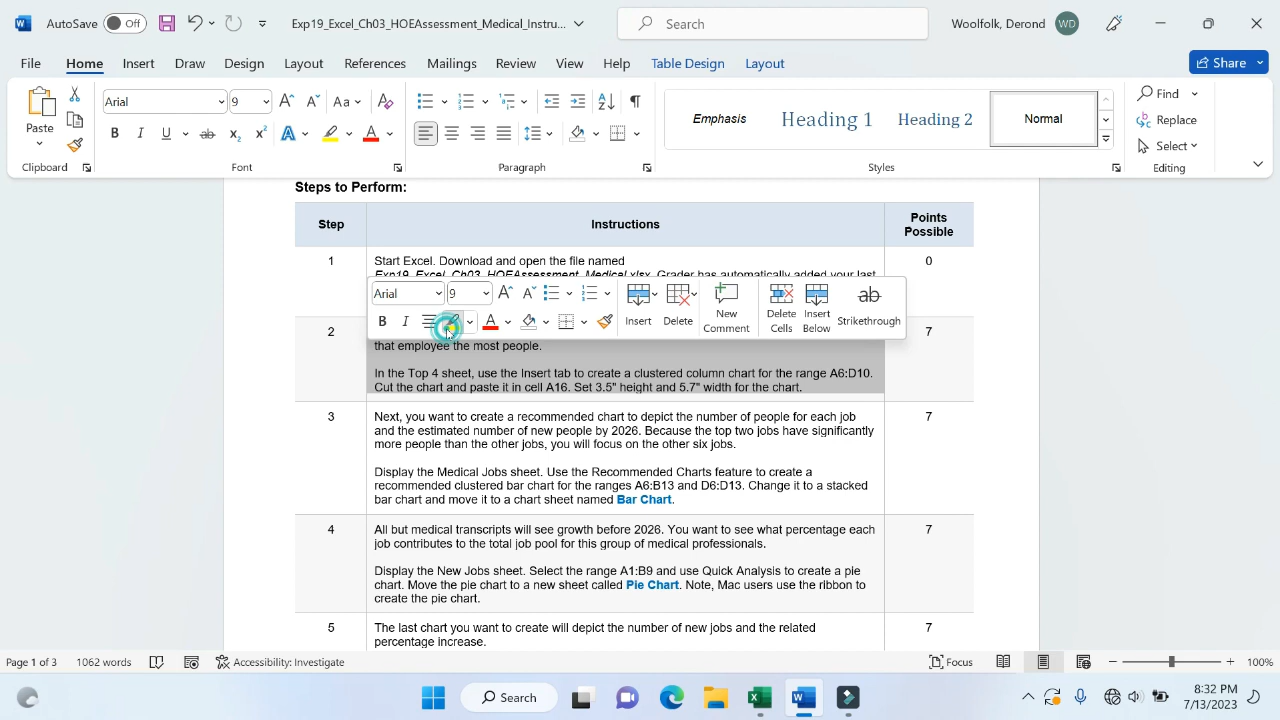 AutoSave Off Exp19_Excel_Ch03_HOEAssessment_Medical_Instru... Search Woolfolk, Derond WD
File Home Insert Draw Design Layout References Mailings Review View Help Table Design Layout Share
Paste Arial 9 Aa Emphasis Heading 1 Heading 2 Normal Find
Replace
Select
Clipboard Font Paragraph Styles Editing
Steps to Perform:
Step Instructions Points Possible
1 Start Excel. Download and open the file named 0
Exp19_Excel_Ch03_HOEAssessment_Medical.xlsx. Grader has automatically added your last
Arial 9 Insert Delete New Comment Delete Cells Insert Below Strikethrough
2 7
that employee the most people.
In the Top 4 sheet, use the Insert tab to create a clustered column chart for the range A6:D10.
Cut the chart and paste it in cell A16. Set 3.5" height and 5.7" width for the chart.
3 Next, you want to create a recommended chart to depict the number of people for each job 7
and the estimated number of new people by 2026. Because the top two jobs have significantly
more people than the other jobs, you will focus on the other six jobs.
Display the Medical Jobs sheet. Use the Recommended Charts feature to create a
recommended clustered bar chart for the ranges A6:B13 and D6:D13. Change it to a stacked
bar chart and move it to a chart sheet named Bar Chart.
4 All but medical transcripts will see growth before 2026. You want to see what percentage each 7
job contributes to the total job pool for this group of medical professionals.
Display the New Jobs sheet. Select the range A1:B9 and use Quick Analysis to create a pie
chart. Move the pie chart to a new sheet called Pie Chart. Note, Mac users use the ribbon to
create the pie chart.
5 The last chart you want to create will depict the number of new jobs and the related 7
percentage increase.
Page 1 of 3 1062 words Accessibility: Investigate Focus 100%
Search 8:32 PM
7/13/2023